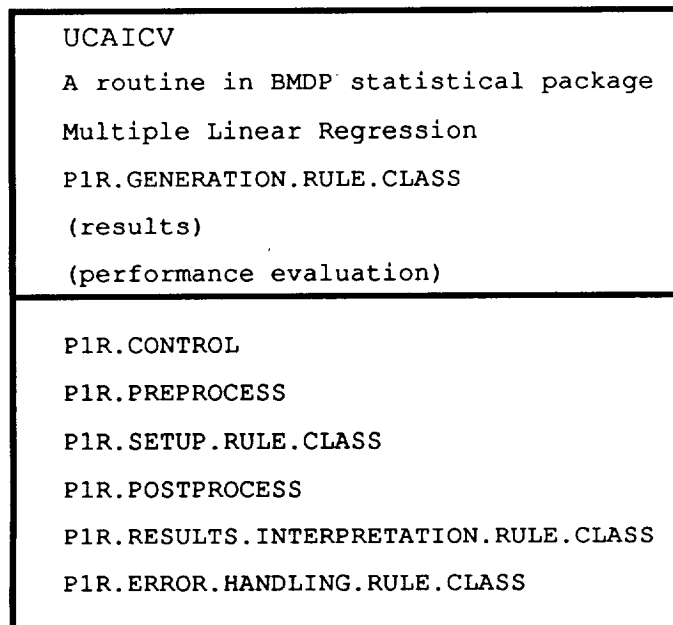 UCAICV
A routine in BMDP statistical package
Multiple Linear Regression
P1R.GENERATION.RULE.CLASS
(results)
(performance evaluation)
P1R.CONTROL
P1R.PREPROCESS
P1R.SETUP.RULE.CLASS
P1R.POSTPROCESS
P1R.RESULTS.INTERPRETATION.RULE.CLASS
P1R.ERROR.HANDLING.RULE.CLASS